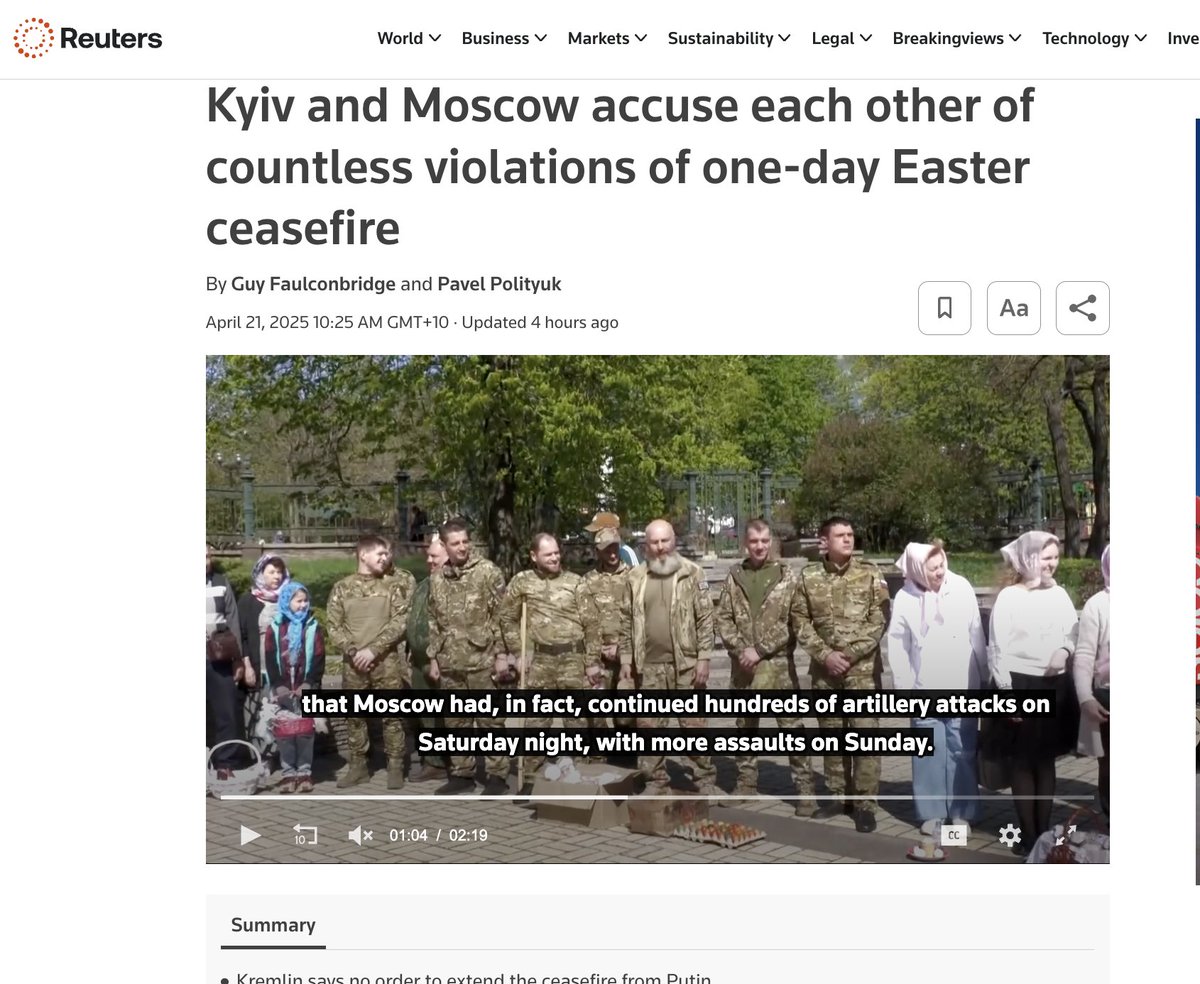 Reuters
World Business Markets Sustainability Legal Breakingviews Technology Inve
Kyiv and Moscow accuse each other of
countless violations of one-day Easter
ceasefire
By Guy Faulconbridge and Pavel Polityuk
April 21, 2025 10:25 AM GMT+10 · Updated 4 hours ago
Aa
that Moscow had, in fact, continued hundreds of artillery attacks on
Saturday night, with more assaults on Sunday.
10 01:04 / 02:19 CC
Summary
• Kremlin says no order to extend the ceasefire from Putin